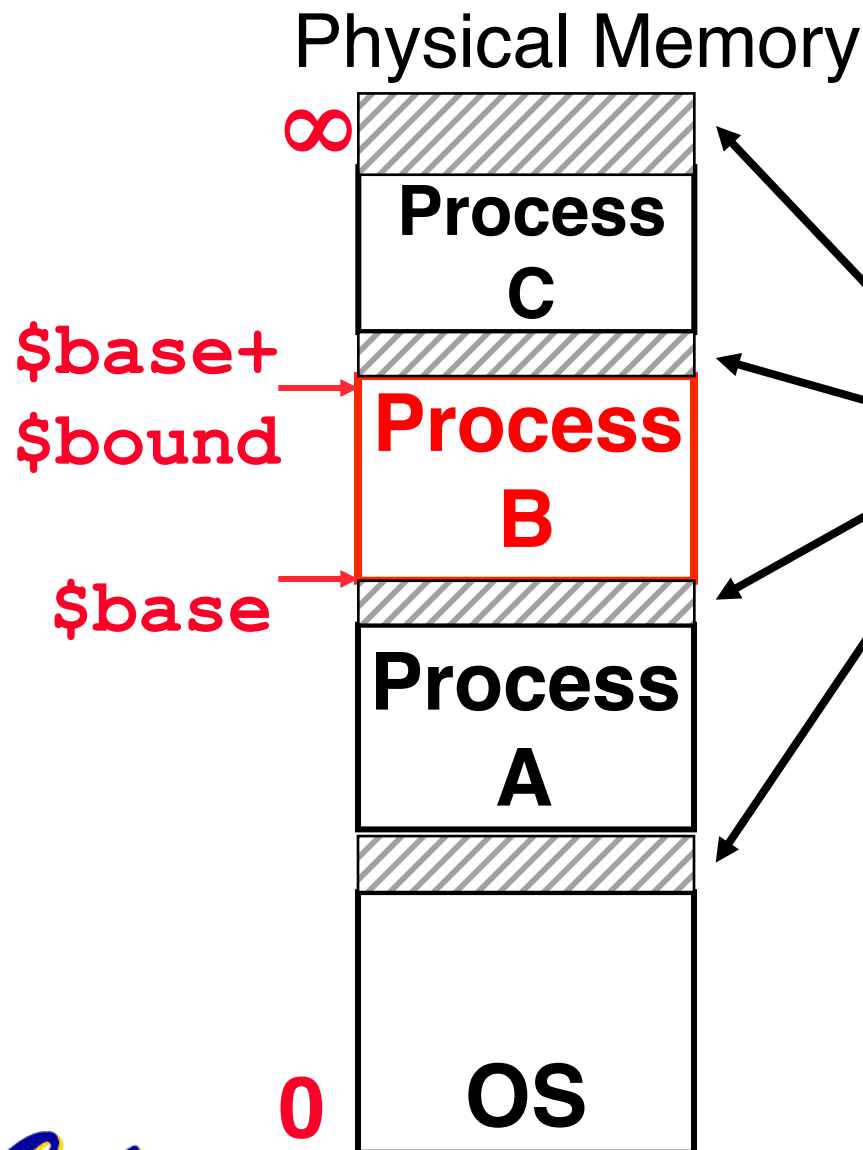 Physical Memory
∞
Process
C
$base+
$bound
Process
B
$base
Process
A
0
OS